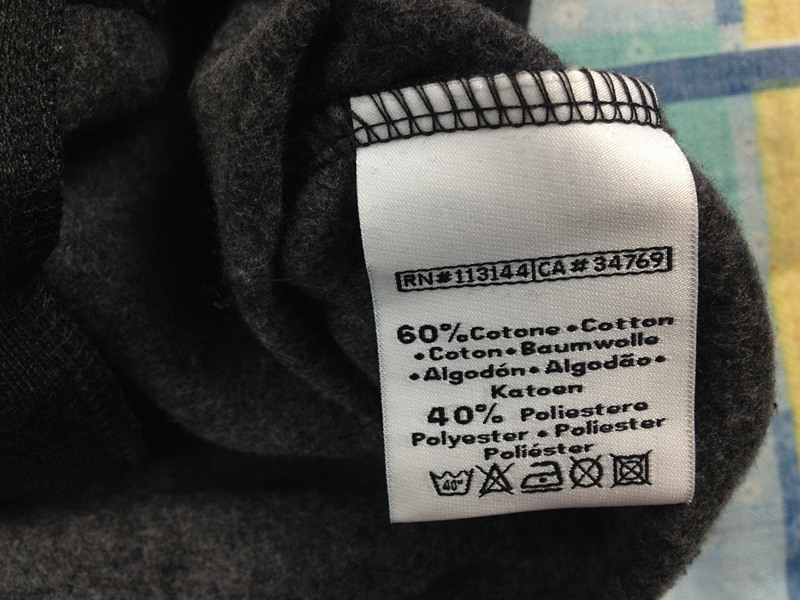 RN#113144 CA#34769
60% Cotone • Cotton
• Coton • Baumwolle
• Algodón • Algodão •
Katoen
40% Poliestere
Polyester • Poliester
Poliéster
40°